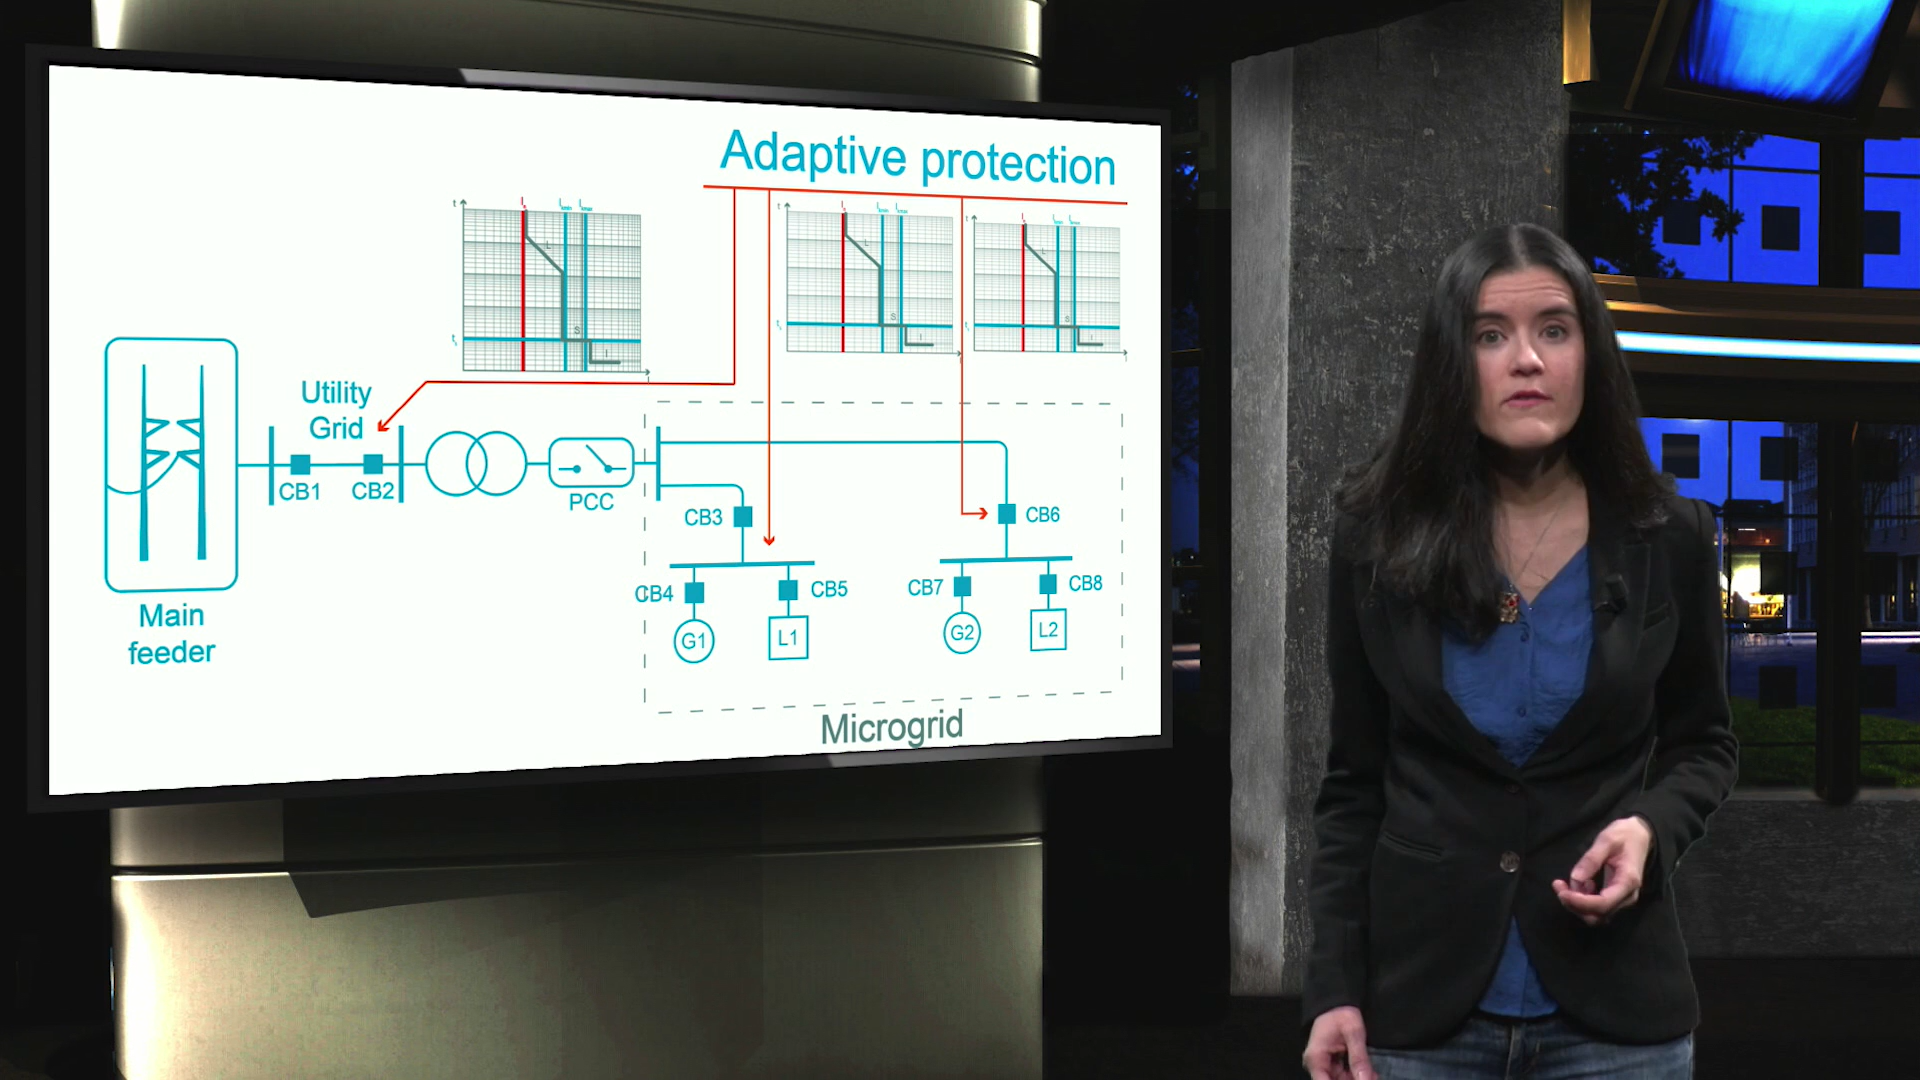 Adaptive protection
t
t
t
L
L
L
S
S
S
I
I
Utility
Grid
CB1
CB2
PCC
CB3
CB6
CB4
CB5
CB7
CB8
G1
L1
G2
L2
Main
feeder
Microgrid